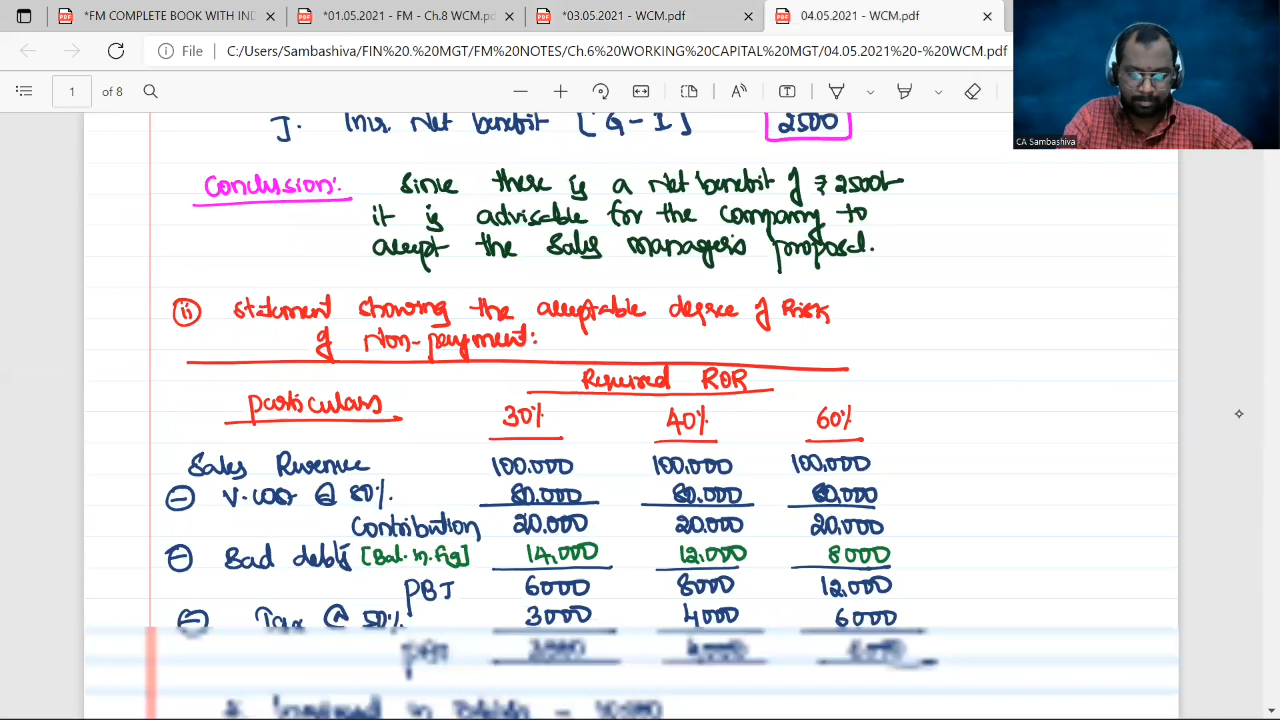 *FM COMPLETE BOOK WITH IND
*01.05.2021 - FM - Ch.8 WCM.pd
*03.05.2021 - WCM.pdf
04.05.2021 - WCM.pdf
File
C:/Users/Sambashiva/FIN%20.%20MGT/FM%20NOTES/Ch.6%20WORKING%20CAPITAL%20MGT/04.05.2021%20-%20WCM.pdf
1 of 8
CA Sambashiva
J. Incr. Net benefit [G-I] 2500
Conclusion: Since there is a Net benefit of ₹ 2500/-
it is advisable for the company to
accept the Sales manager's proposal.
(ii) Statement showing the acceptable degree of Risk
of Non-payment:
Required ROR
Particulars 30% 40% 60%
Sales Revenue 100,000 100,000 100,000
(-) V. cost @ 80%. 80,000 80,000 80,000
Contribution 20,000 20,000 20,000
(-) Bad debts [Bal. in. fig] 14,000 12,000 8000
PBT 6000 8000 12,000
(-) Tax @ 50% 3000 4000 6000